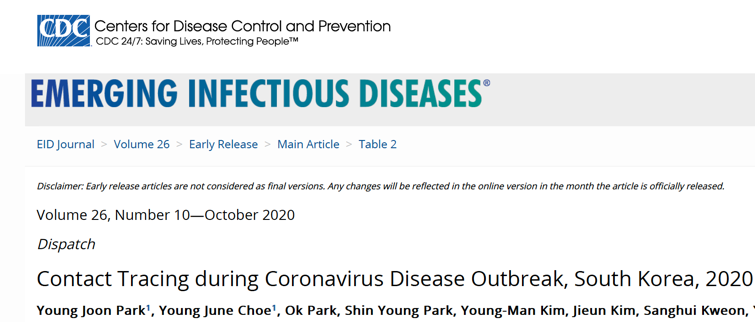 CDC Centers for Disease Control and Prevention
CDC 24/7: Saving Lives, Protecting People™
EMERGING INFECTIOUS DISEASES®
EID Journal > Volume 26 > Early Release > Main Article > Table 2
Disclaimer: Early release articles are not considered as final versions. Any changes will be reflected in the online version in the month the article is officially released.
Volume 26, Number 10—October 2020
Dispatch
Contact Tracing during Coronavirus Disease Outbreak, South Korea, 2020
Young Joon Park¹, Young June Choe¹, Ok Park, Shin Young Park, Young-Man Kim, Jieun Kim, Sanghui Kweon,